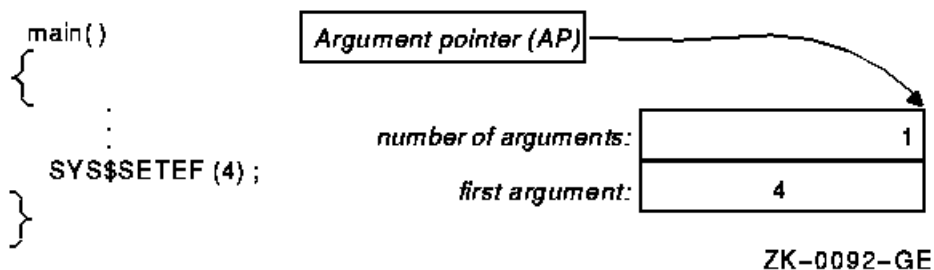 main()
{
.
.
.
SYS$SETEF (4) ;
}
Argument pointer (AP)
number of arguments: 1
first argument: 4
ZK-0092-GE